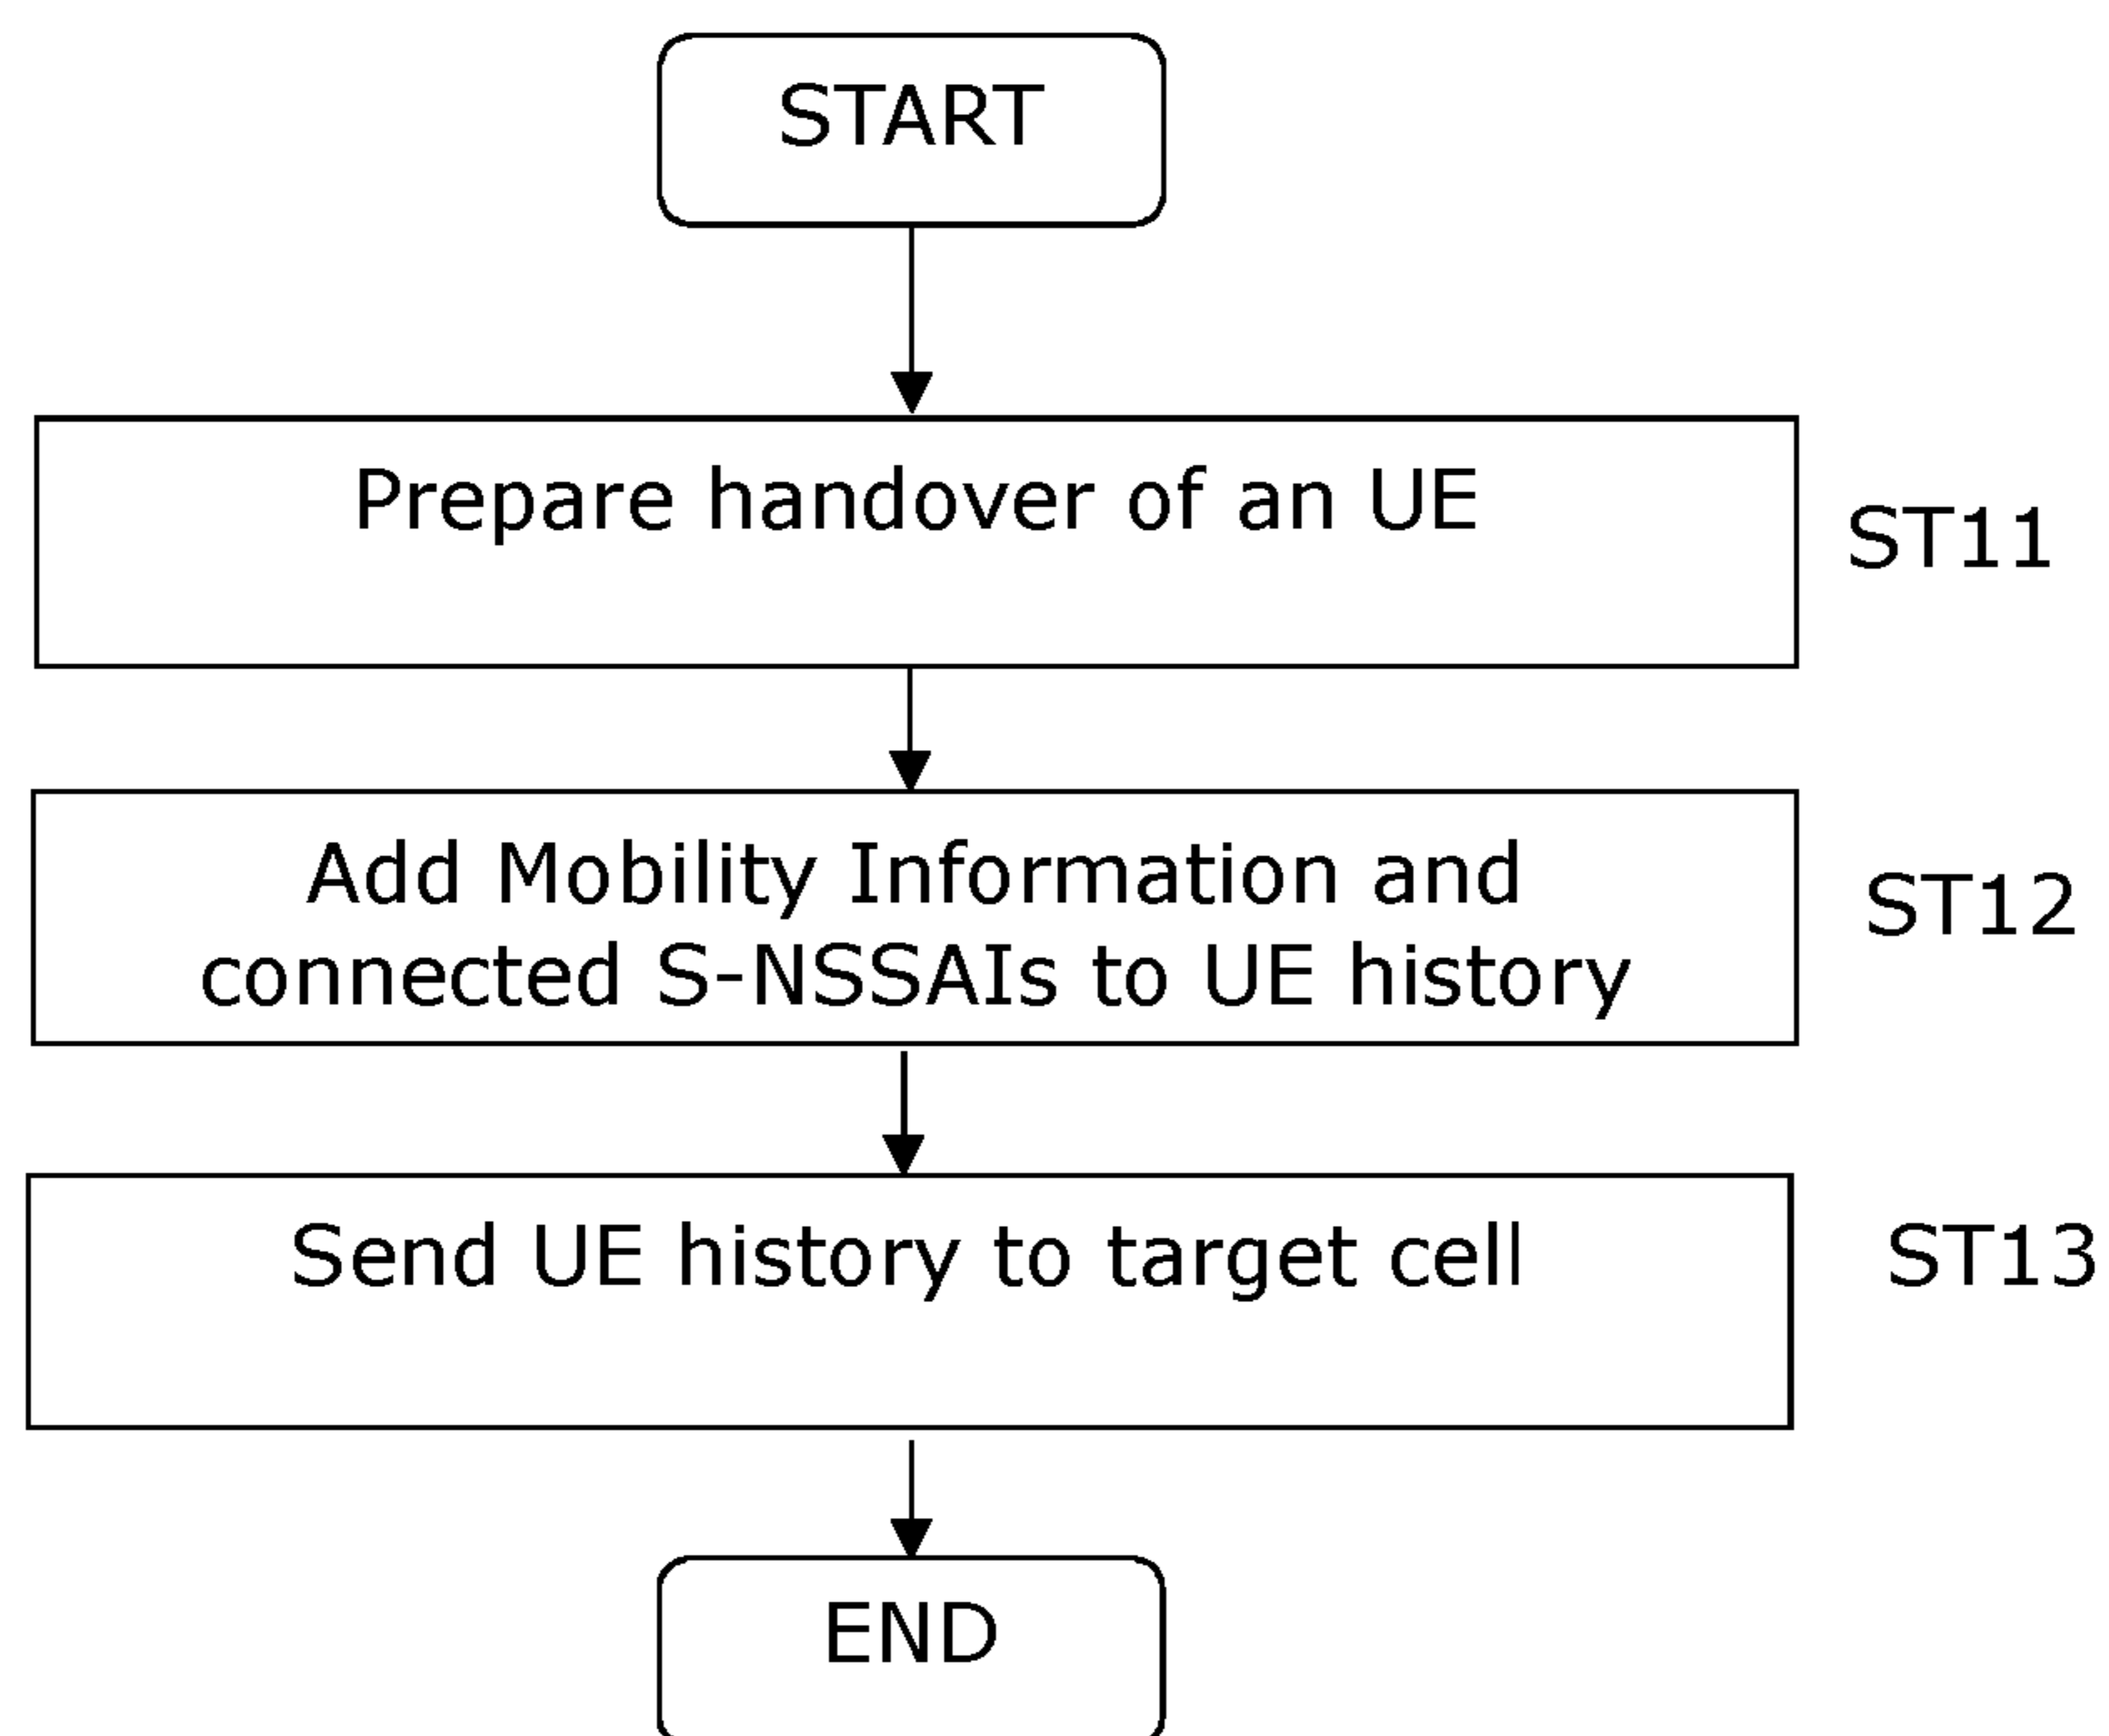 START
Prepare handover of an UE
ST11
Add Mobility Information and
connected S-NSSAIs to UE history
ST12
Send UE history to target cell
ST13
END